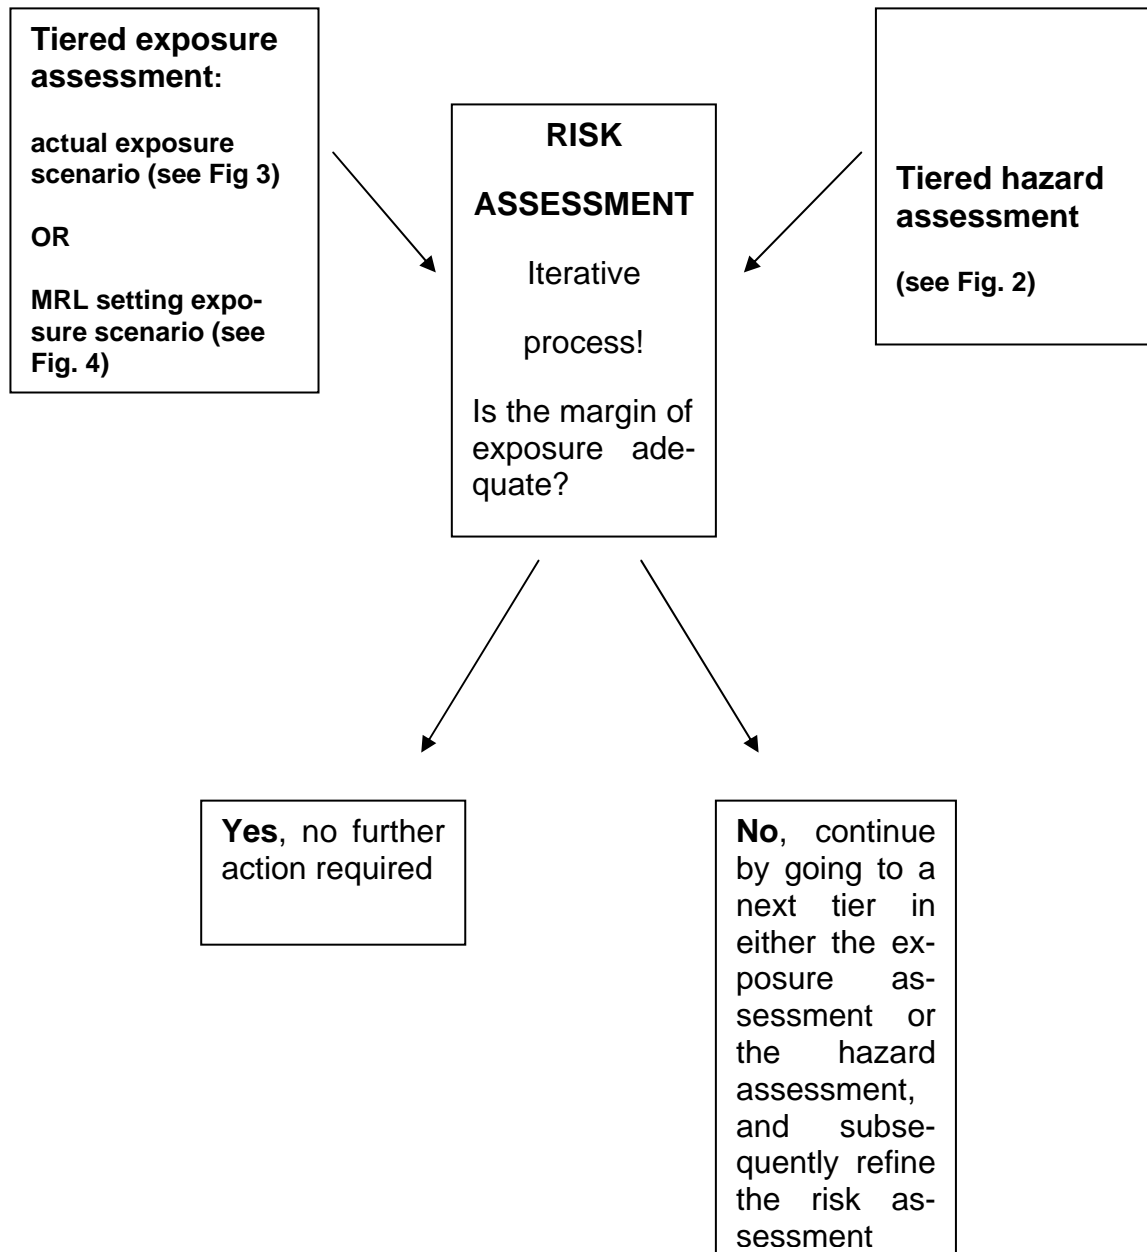 Tiered exposure
assessment:
actual exposure
scenario (see Fig 3)
OR
MRL setting expo-
sure scenario (see
Fig. 4)
RISK
ASSESSMENT
Iterative
process!
Is the margin of
exposure ade-
quate?
Tiered hazard
assessment
(see Fig. 2)
Yes, no further
action required
No, continue
by going to a
next tier in
either the ex-
posure as-
sessment or
the hazard
assessment,
and subse-
quently refine
the risk as-
sessment